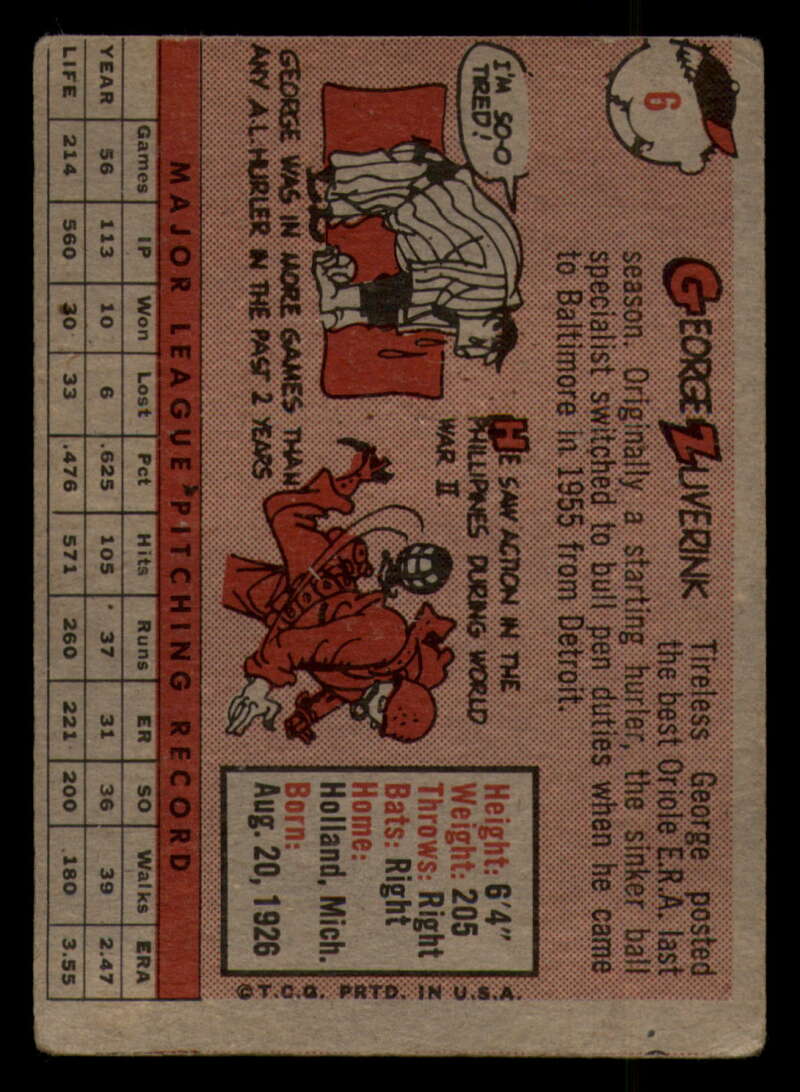 6
GEORGE ZUVERINK
Tireless George posted
the best Oriole E.R.A. last
season. Originally a starting hurler, the sinker ball
specialist switched to bull pen duties when he came
to Baltimore in 1955 from Detroit.
I'M SO-O
TIRED!
GEORGE WAS IN MORE GAMES THAN
ANY A.L. HURLER IN THE PAST 2 YEARS
HE SAW ACTION IN THE
PHILLIPINES DURING WORLD
WAR II
Height: 6'4"
Weight: 205
Throws: Right
Bats: Right
Home:
Holland, Mich.
Born:
Aug. 20, 1926
MAJOR LEAGUE PITCHING RECORD
Games IP Won Lost Pct Hits Runs ER SO Walks ERA
YEAR 56 113 10 6 .625 105 37 31 36 39 2.47
LIFE 214 560 30 33 .476 571 260 221 200 180 3.55
© T.C.G. PRTD. IN U.S.A.